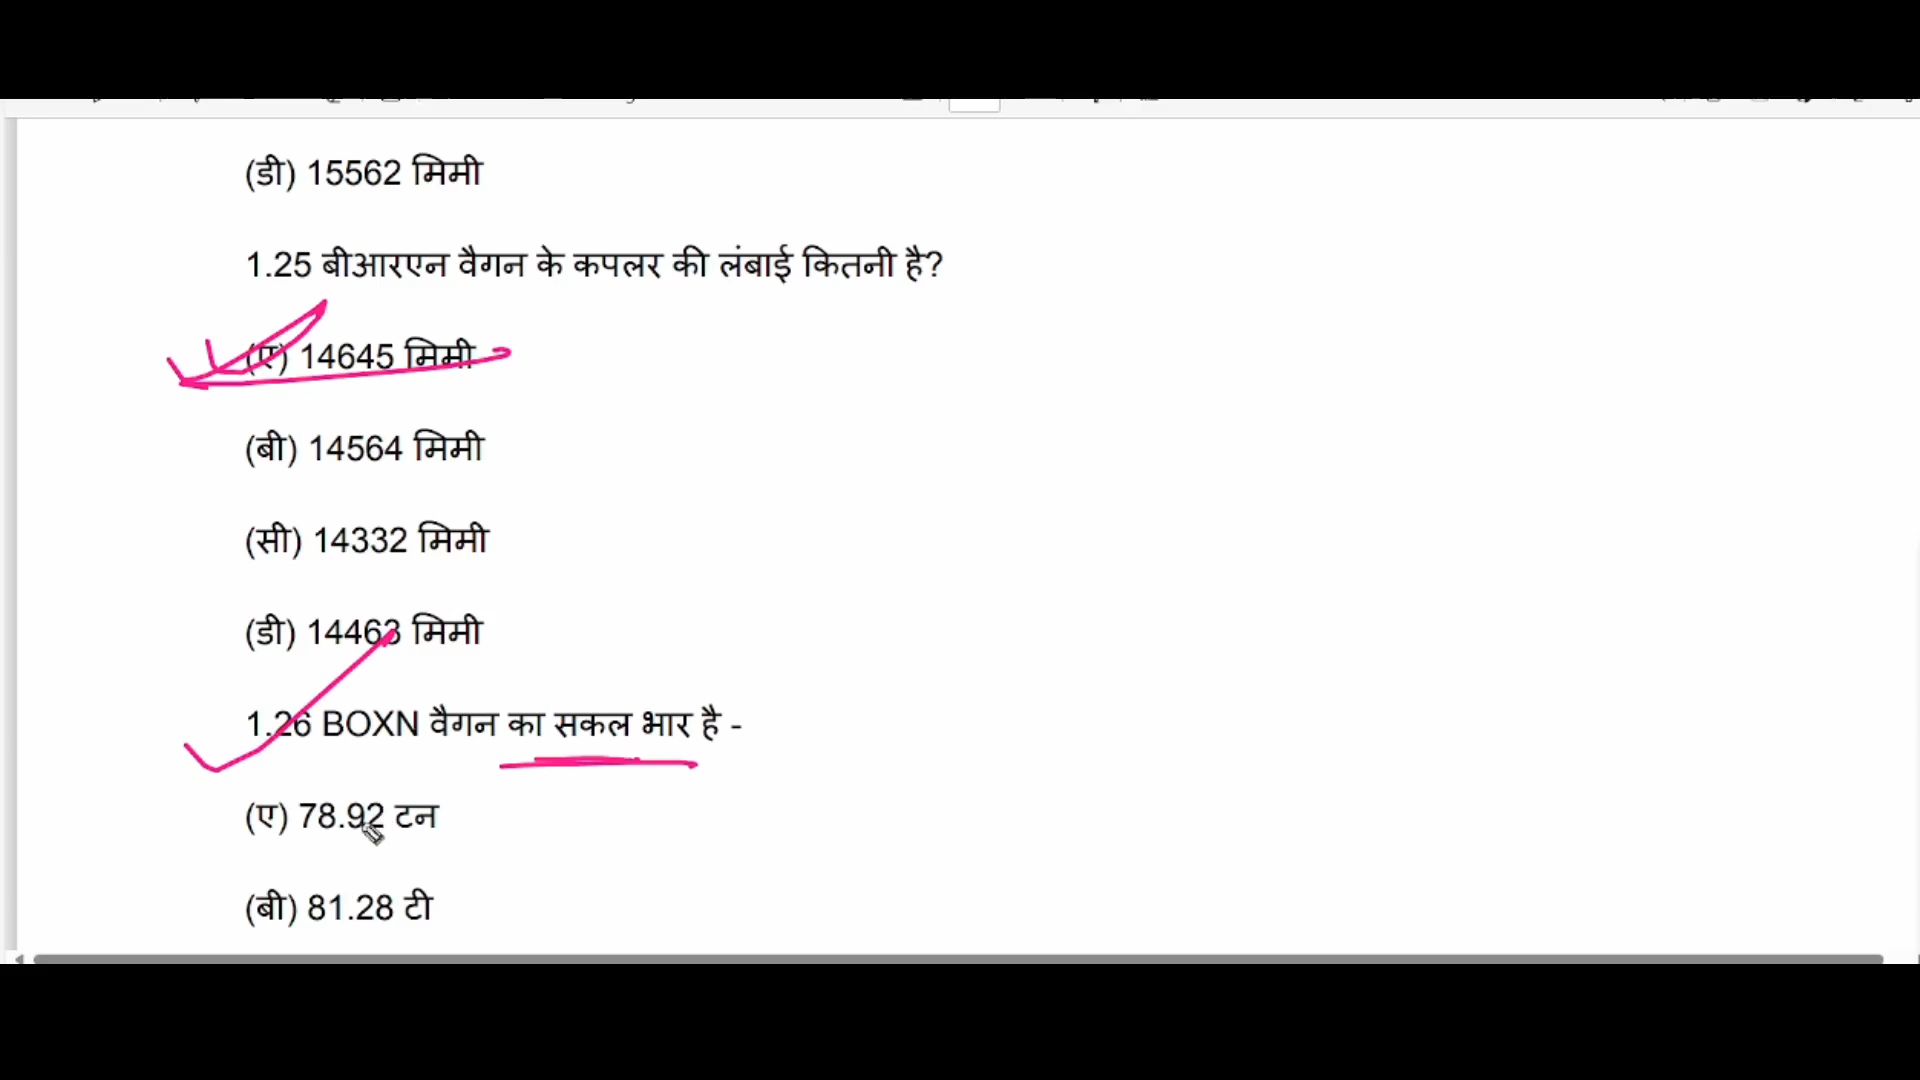 (डी) 15562 मिमी
1.25 बीआरएन वैगन के कपलर की लंबाई कितनी है?
(ए) 14645 मिमी
(बी) 14564 मिमी
(सी) 14332 मिमी
(डी) 14463 मिमी
1.26 BOXN वैगन का सकल भार है -
(ए) 78.92 टन
(बी) 81.28 टी